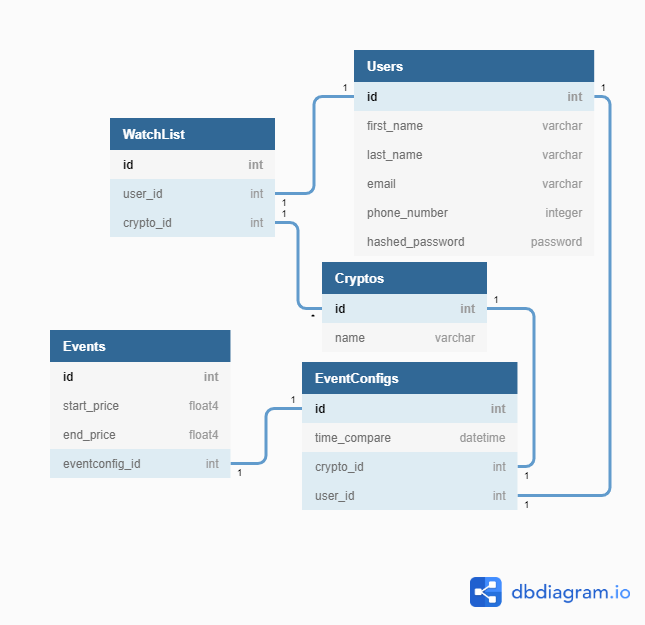 Users
id int
first_name varchar
last_name varchar
email varchar
phone_number integer
hashed_password password
WatchList
id int
user_id int
crypto_id int
Cryptos
id int
name varchar
Events
id int
start_price float4
end_price float4
eventconfig_id int
EventConfigs
id int
time_compare datetime
crypto_id int
user_id int
1
1
1
1
*
1
1
1
1
1
dbdiagram.io